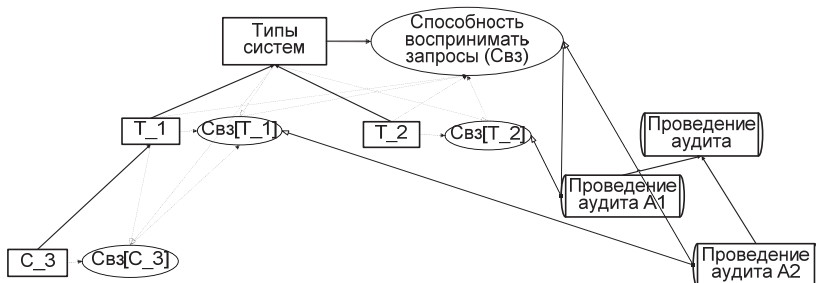 Типы
систем
Способность
воспринимать
запросы (Свз)
T_1
Свз[T_1]
T_2
Свз[T_2]
Проведение
аудита
Проведение
аудита A1
C_3
Свз[C_3]
Проведение
аудита A2